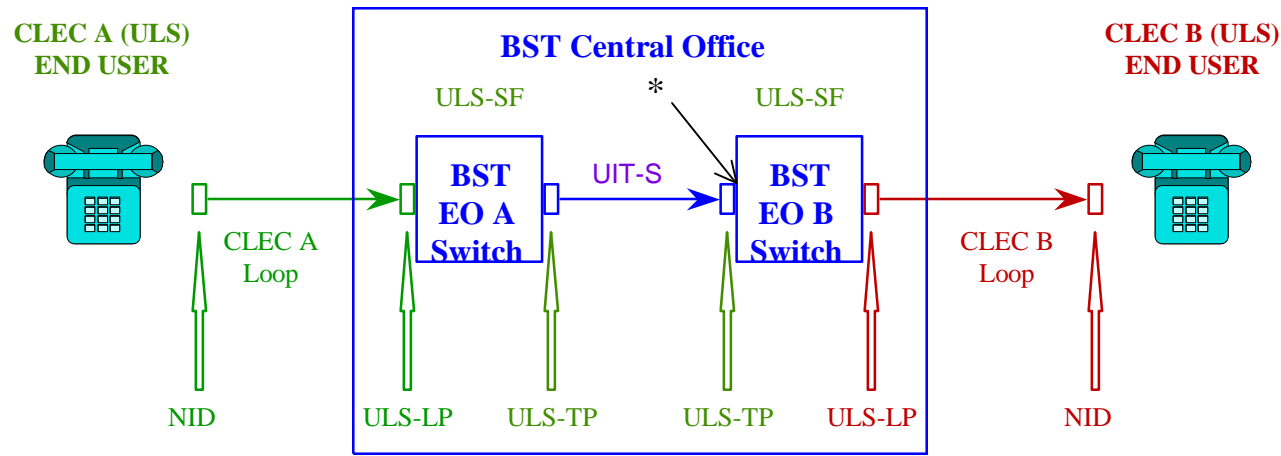 CLEC A (ULS)
END USER
BST Central Office
CLEC B (ULS)
END USER
ULS-SF
*
ULS-SF
BST
EO A
Switch
UIT-S
BST
EO B
Switch
CLEC A
Loop
CLEC B
Loop
NID
ULS-LP
ULS-TP
ULS-TP
ULS-LP
NID